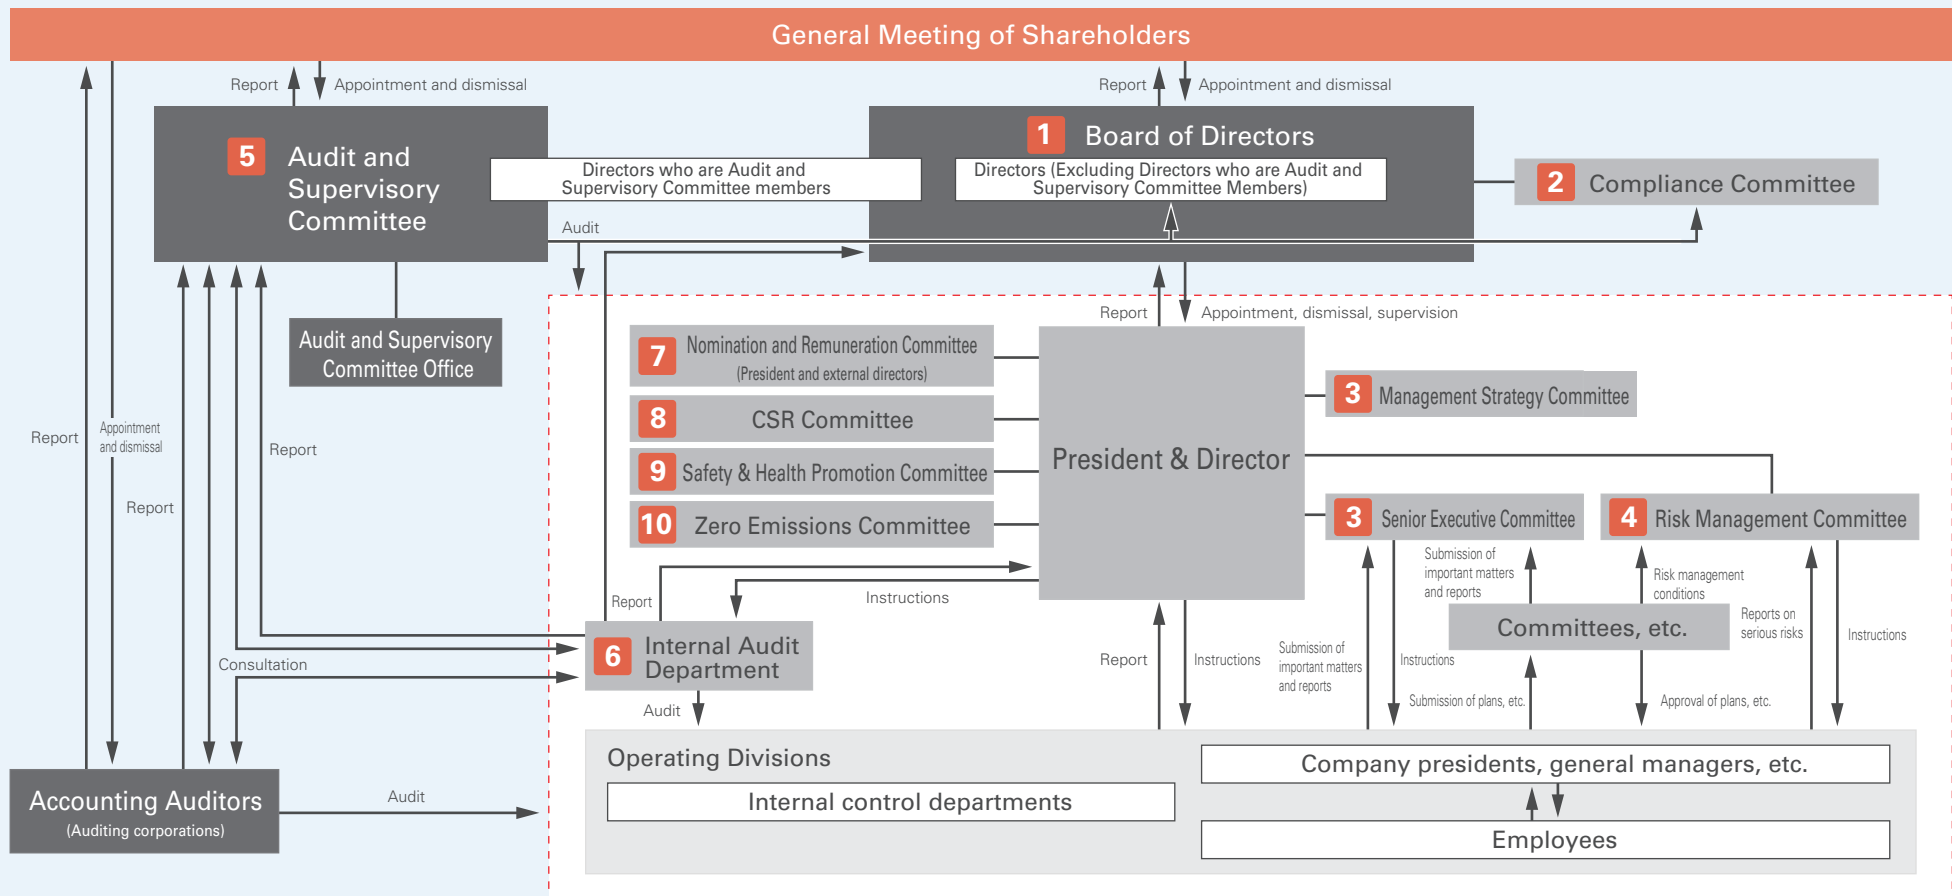 General Meeting of Shareholders
Report
Appointment and dismissal
Report
Appointment and dismissal
5
Audit and
Supervisory
Committee
Directors who are Audit and
Supervisory Committee members
1
Board of Directors
Directors (Excluding Directors who are Audit and
Supervisory Committee Members)
2
Compliance Committee
Audit
Report
Appointment, dismissal, supervision
Audit and Supervisory
Committee Office
7
Nomination and Remuneration Committee
(President and external directors)
8
CSR Committee
9
Safety & Health Promotion Committee
10
Zero Emissions Committee
President & Director
3
Management Strategy Committee
3
Senior Executive Committee
4
Risk Management Committee
Report
Appointment
and dismissal
Report
Report
Submission of
important matters
and reports
Risk management
conditions
Report
Instructions
Committees, etc.
Reports on
serious risks
Instructions
6
Internal Audit
Department
Consultation
Report
Instructions
Submission of
important matters
and reports
Instructions
Submission of plans, etc.
Approval of plans, etc.
Audit
Operating Divisions
Internal control departments
Company presidents, general managers, etc.
Employees
Accounting Auditors
(Auditing corporations)
Audit